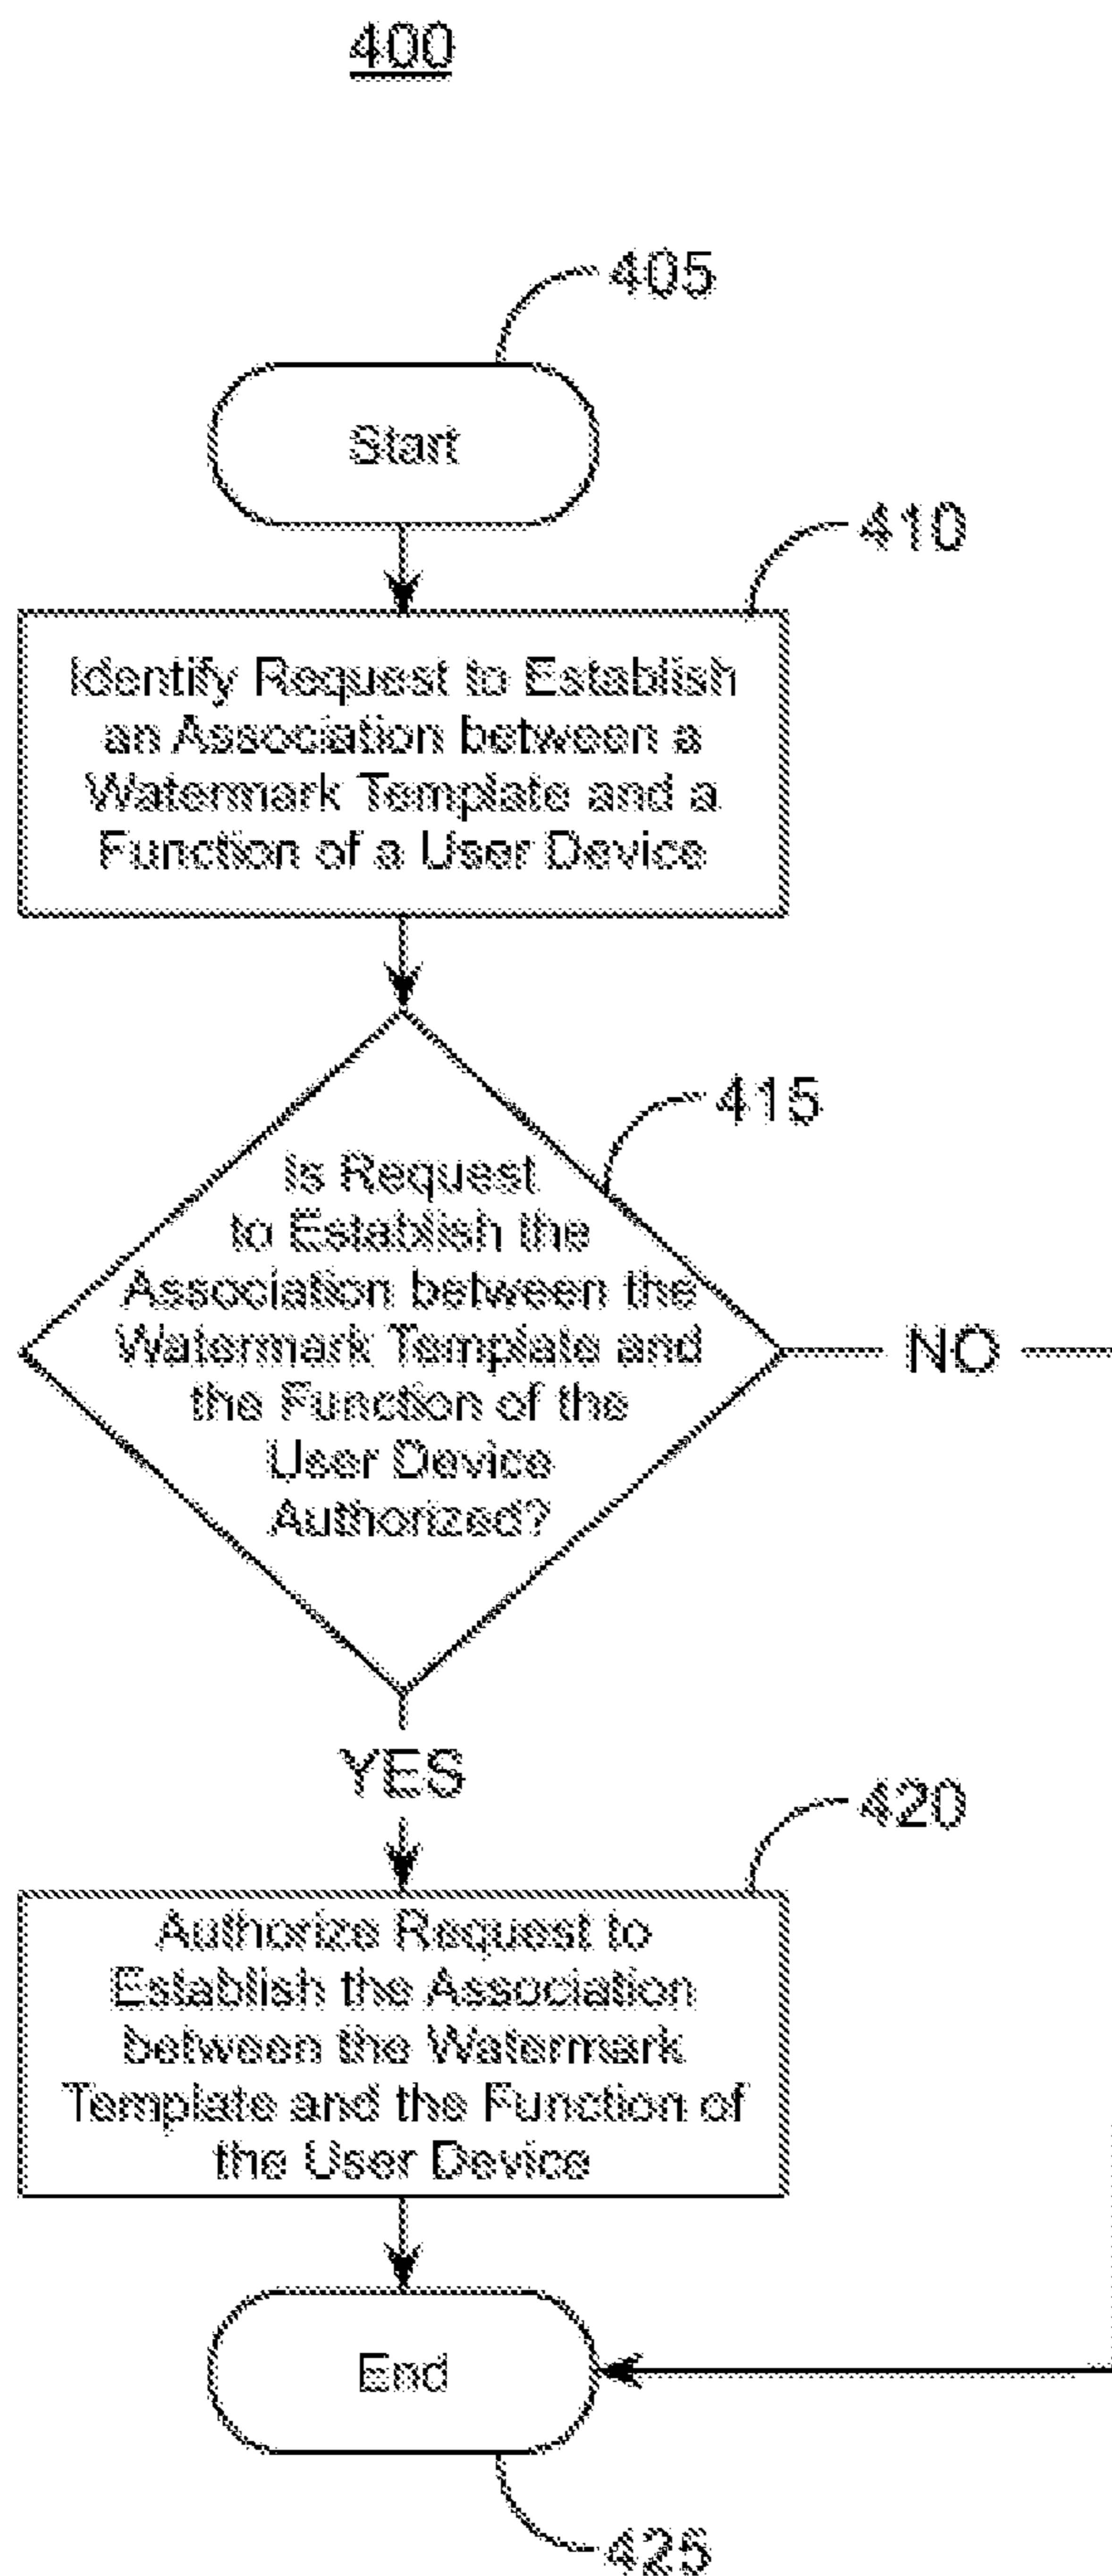 400
405
Start
410
Identify Request to Establish
an Association between a
Watermark Template and a
Function of a User Device
415
Is Request
to Establish the
Association between the
Watermark Template and
the Function of the
User Device
Authorized?
NO
YES
420
Authorize Request to
Establish the Association
between the Watermark
Template and the Function of
the User Device
End
425